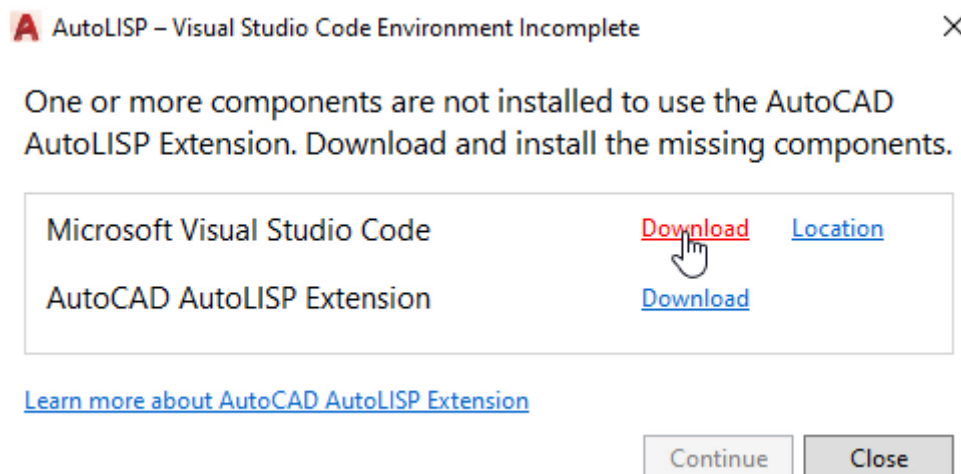 AutoLISP – Visual Studio Code Environment Incomplete
One or more components are not installed to use the AutoCAD
AutoLISP Extension. Download and install the missing components.
Microsoft Visual Studio Code Download Location
AutoCAD AutoLISP Extension Download
Learn more about AutoCAD AutoLISP Extension
Continue Close